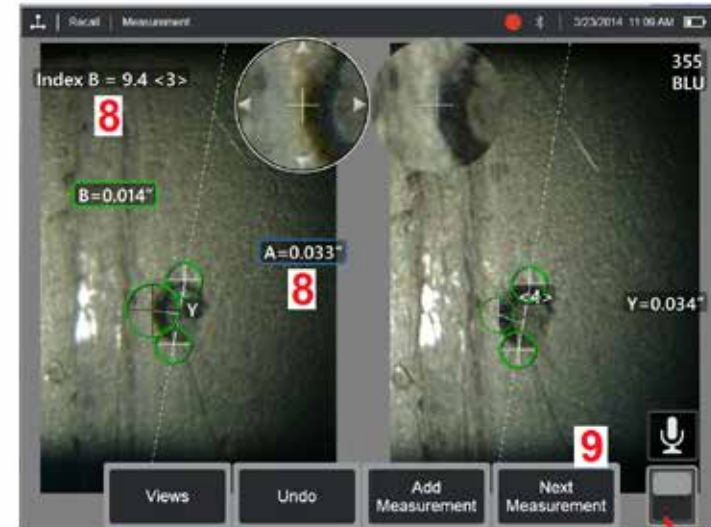 Recall | Measurement
3/23/2014 11:09 AM
Index B = 9.4 <3>
8
355
BLU
B=0.014"
A=0.033"
8
Y
<4>
Y=0.034"
9
Views
Undo
Add
Measurement
Next
Measurement